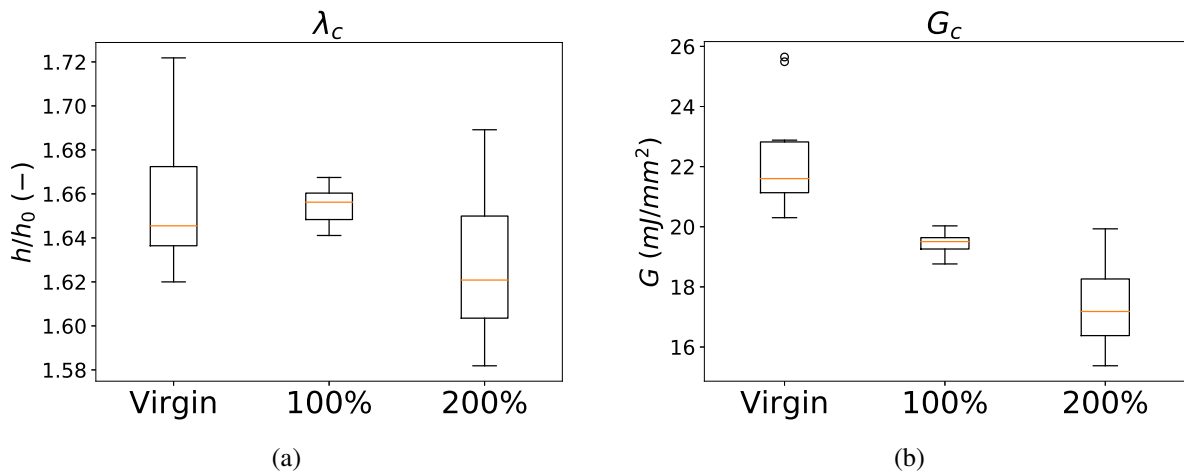 λc
h/h0 (−)
1.72
1.70
1.68
1.66
1.64
1.62
1.60
1.58
Virgin 100% 200%
(a)
Gc
G (mJ/mm²)
26
24
22
20
18
16
Virgin 100% 200%
(b)